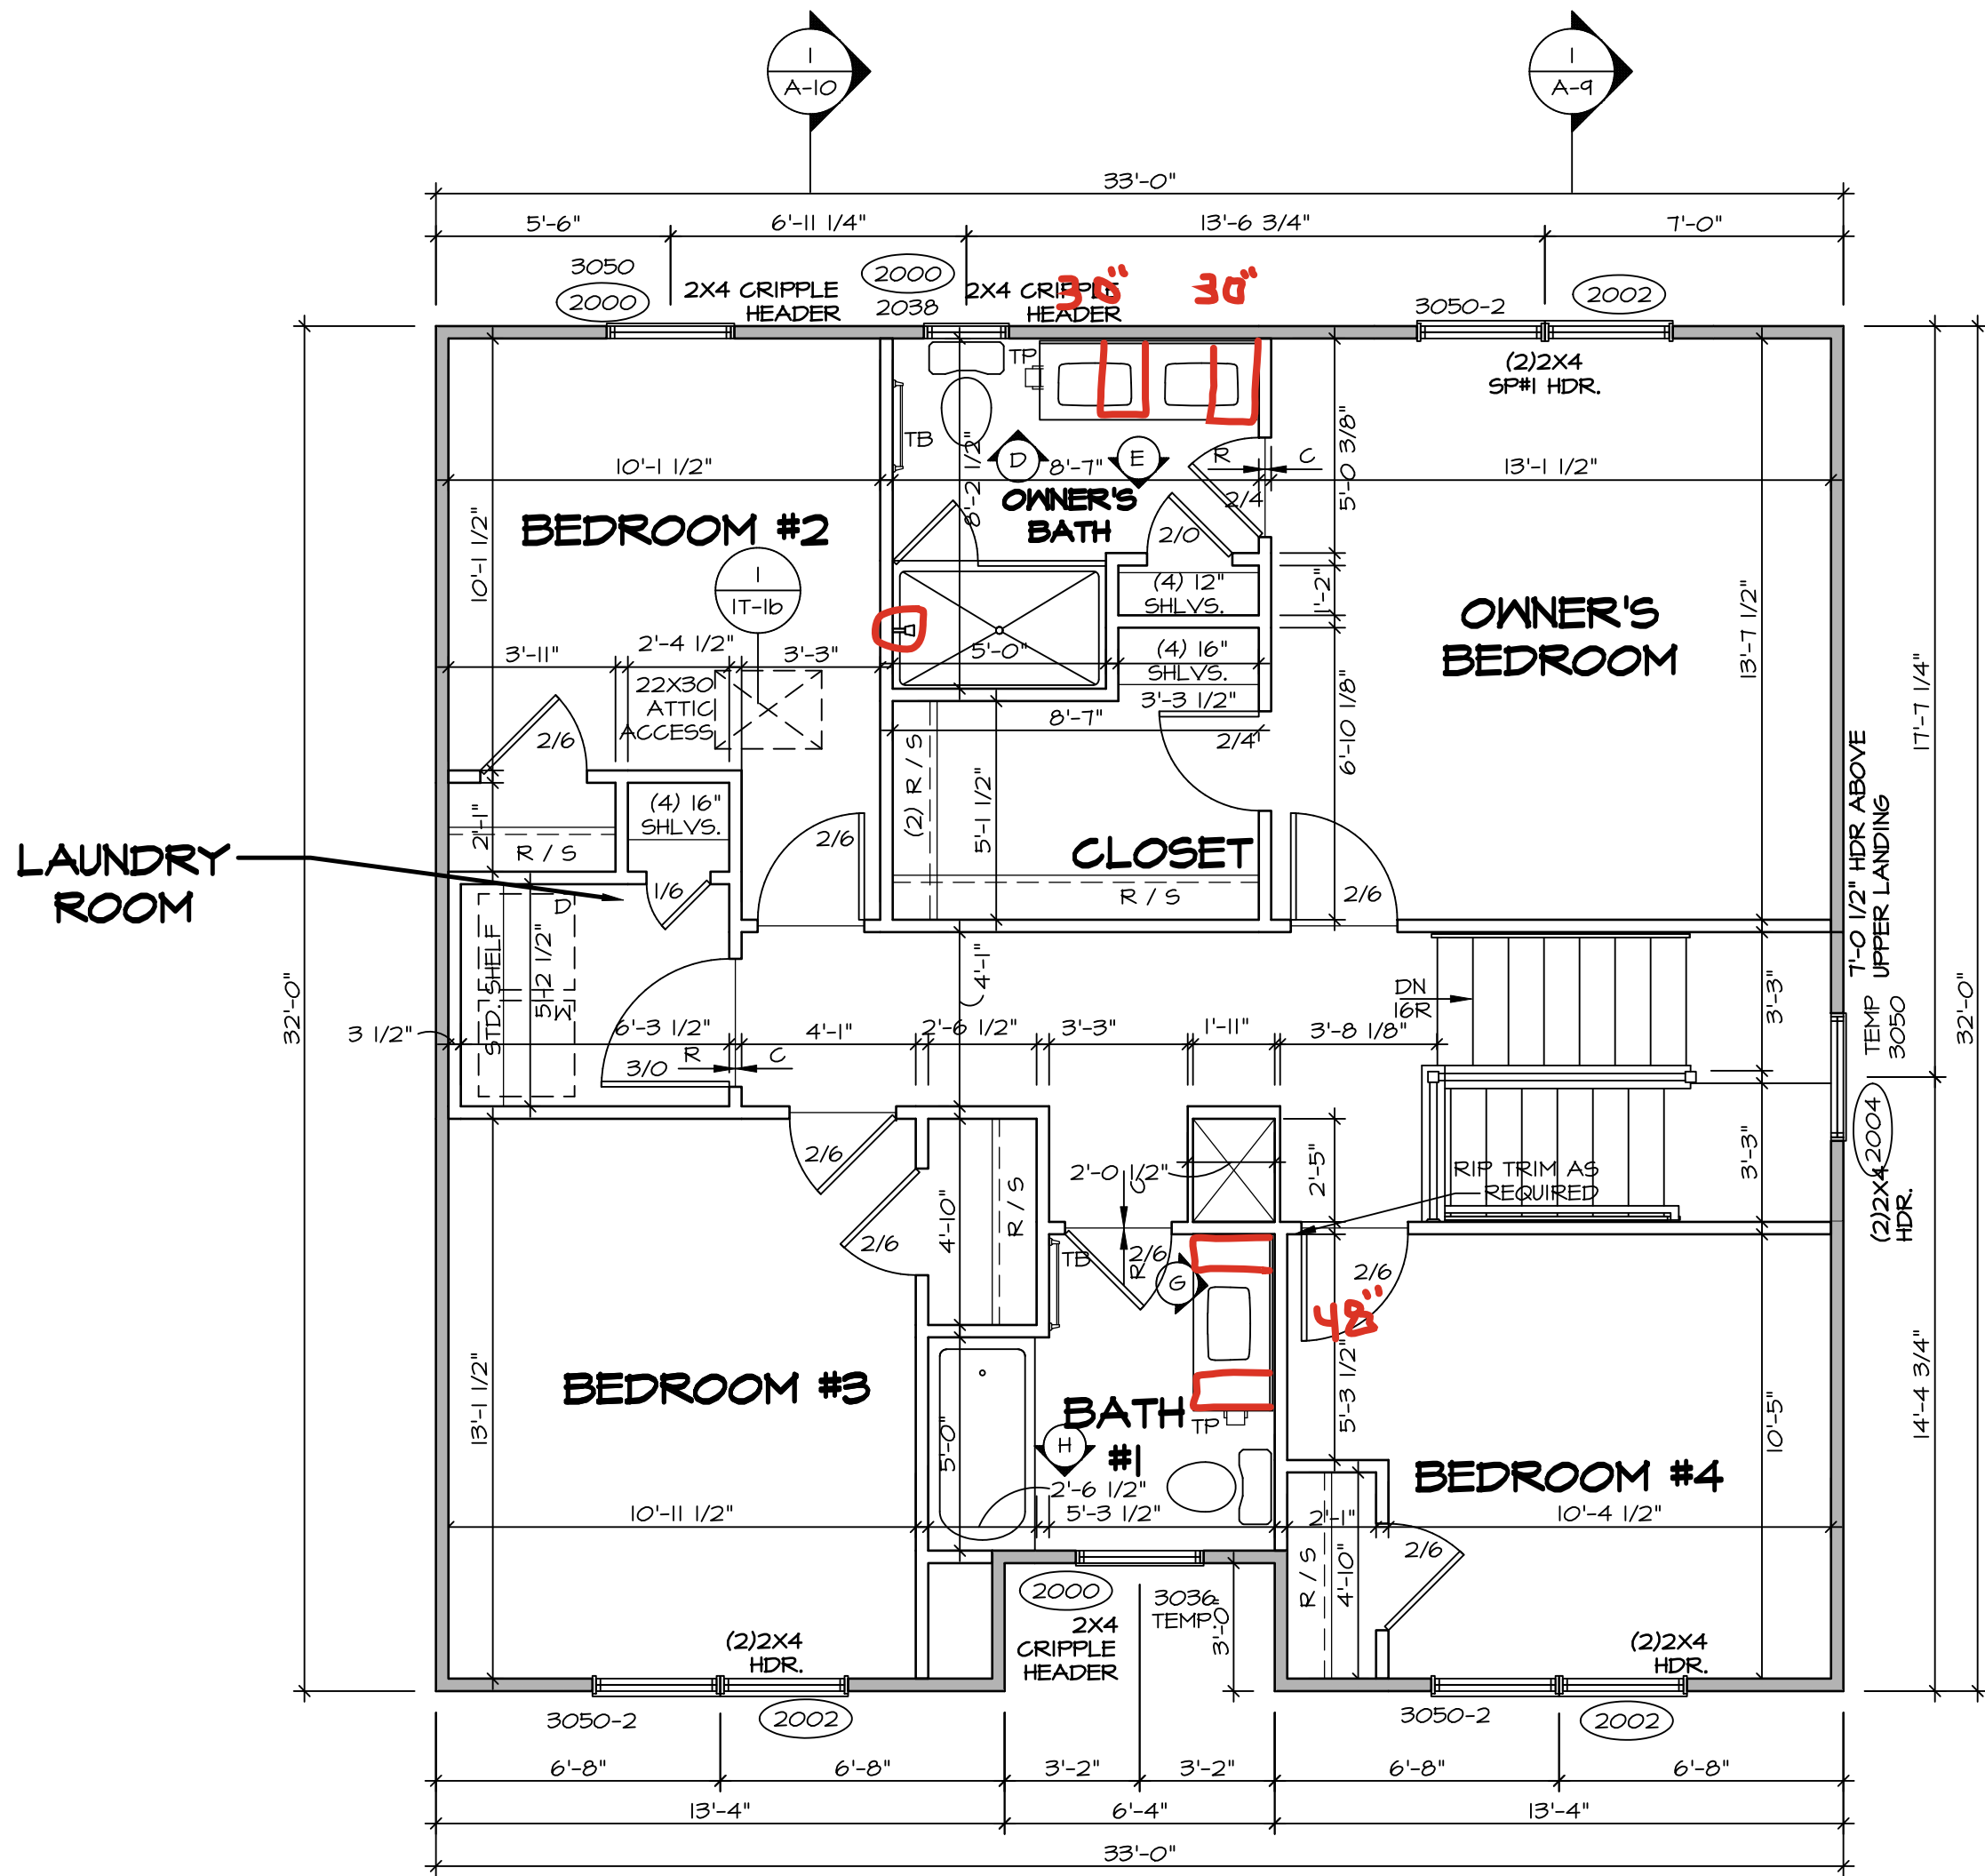 1
A-10
1
A-9
33'-0"
5'-6"
6'-11 1/4"
13'-6 3/4"
7'-0"
3050
2000
2X4 CRIPPLE
HEADER
2000
2038
2X4 CRIPPLE
HEADER
30"
30"
3050-2
2002
(2)2X4
SP#1 HDR.
TP
TB
D
E
R
C
10'-1 1/2"
8'-2 1/2"
8'-7"
5'-0 3/8"
13'-1 1/2"
OWNER'S
BATH
2/4
2/0
BEDROOM #2
10'-1 1/2"
1
1T-1b
(4) 12"
SHLVS.
1'-2"
OWNER'S
BEDROOM
13'-7 1/2"
3'-11"
2'-4 1/2"
3'-3"
5'-0"
(4) 16"
SHLVS.
3'-3 1/2"
22X30
ATTIC
ACCESS
8'-7"
2/4
6'-10 1/8"
17'-7 1/4"
2/6
(2) R / S
5'-1 1/2"
2'-1"
(4) 16"
SHLVS.
R / S
2/6
CLOSET
R / S
2/6
7'-0 1/2" HDR ABOVE
UPPER LANDING
LAUNDRY
ROOM
1/6
D
STD. SHELF
5'-2 1/2"
W
4'-1"
DN
16R
3'-3"
TEMP
3050
32'-0"
32'-0"
3 1/2"
6'-3 1/2"
4'-1"
2'-6 1/2"
3'-3"
1'-11"
3'-8 1/8"
3/0
R
C
2004
(2)2X4
HDR.
2/6
2/6
4'-10"
R / S
2'-0 1/2"
C
2'-5"
RIP TRIM AS
REQUIRED
3'-3"
TB
R
2/6
G
2/6
48"
BEDROOM #3
13'-1 1/2"
5'-0"
BATH
#1
TP
H
5'-3 1/2"
BEDROOM #4
10'-5"
14'-4 3/4"
10'-11 1/2"
2'-6 1/2"
5'-3 1/2"
2'-1"
10'-4 1/2"
R / S
4'-10"
2/6
2000
3036
TEMP.
3'-0"
2X4
CRIPPLE
HEADER
(2)2X4
HDR.
(2)2X4
HDR.
3050-2
2002
3050-2
2002
6'-8"
6'-8"
3'-2"
3'-2"
6'-8"
6'-8"
13'-4"
6'-4"
13'-4"
33'-0"